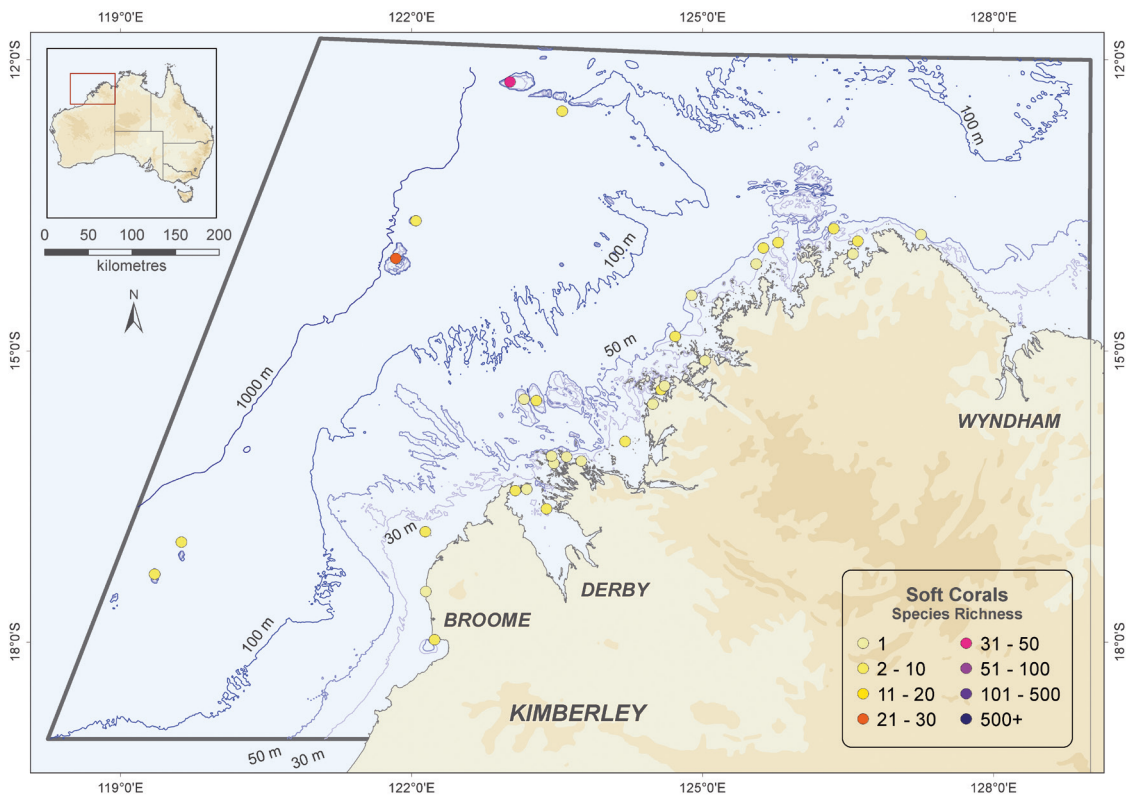 119°0'E 122°0'E 125°0'E 128°0'E
12°0'S 12°0'S
100 m
0 50 100 150 200
kilometres
100 m
N
50 m
15°0'S 15°0'S
1000 m
WYNDHAM
30 m
DERBY
BROOME
100 m
18°0'S 18°0'S
KIMBERLEY
50 m 30 m
Soft Corals
Species Richness
1 31 - 50
2 - 10 51 - 100
11 - 20 101 - 500
21 - 30 500+
119°0'E 122°0'E 125°0'E 128°0'E